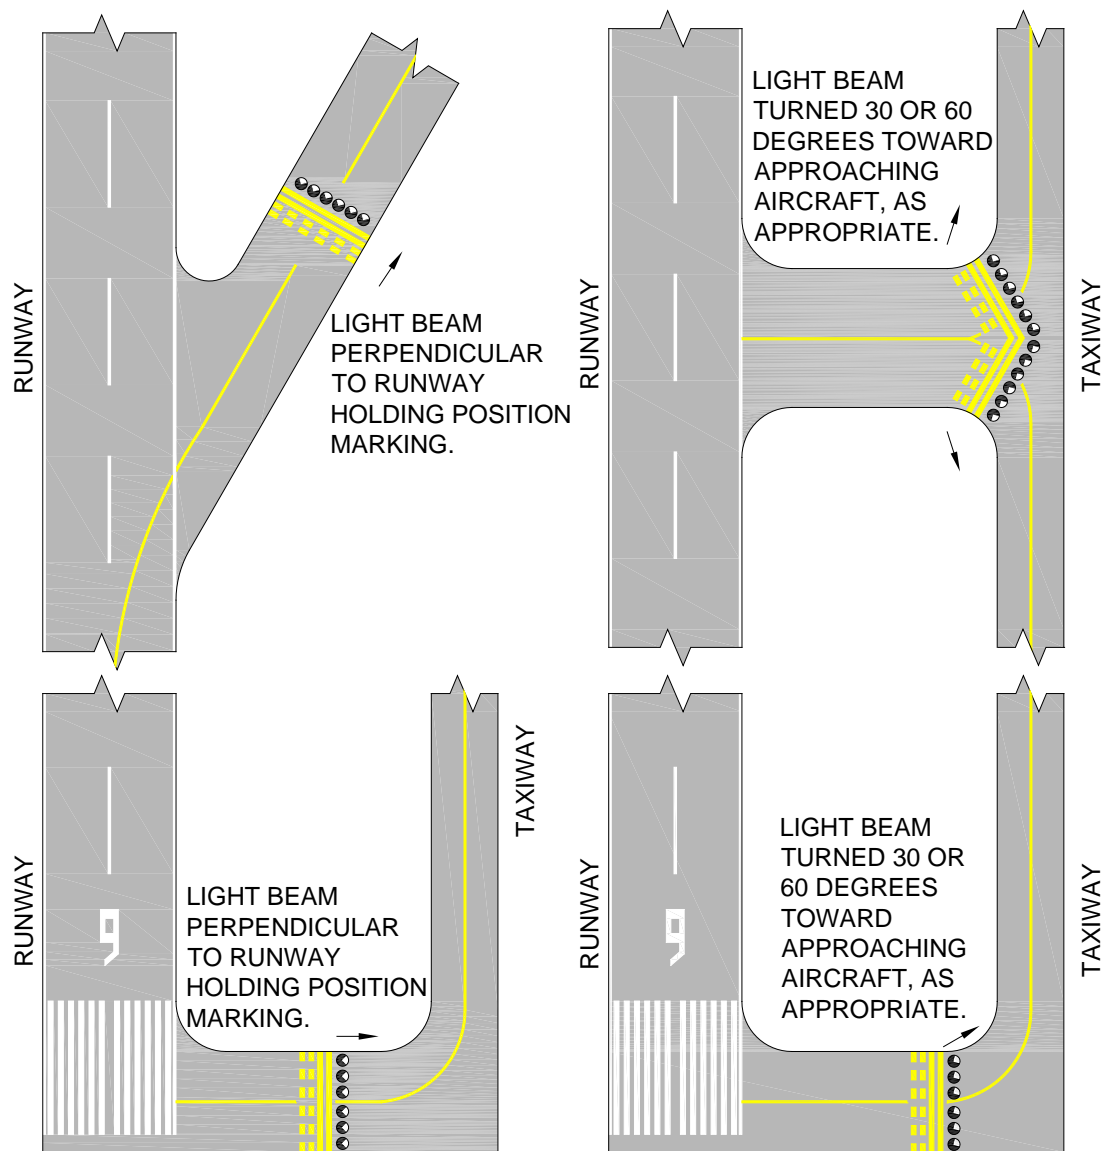 RUNWAY
LIGHT BEAM
PERPENDICULAR
TO RUNWAY
HOLDING POSITION
MARKING.
RUNWAY
LIGHT BEAM
TURNED 30 OR 60
DEGREES TOWARD
APPROACHING
AIRCRAFT, AS
APPROPRIATE.
TAXIWAY
RUNWAY
9
LIGHT BEAM
PERPENDICULAR
TO RUNWAY
HOLDING POSITION
MARKING.
TAXIWAY
RUNWAY
9
LIGHT BEAM
TURNED 30 OR
60 DEGREES
TOWARD
APPROACHING
AIRCRAFT, AS
APPROPRIATE.
TAXIWAY